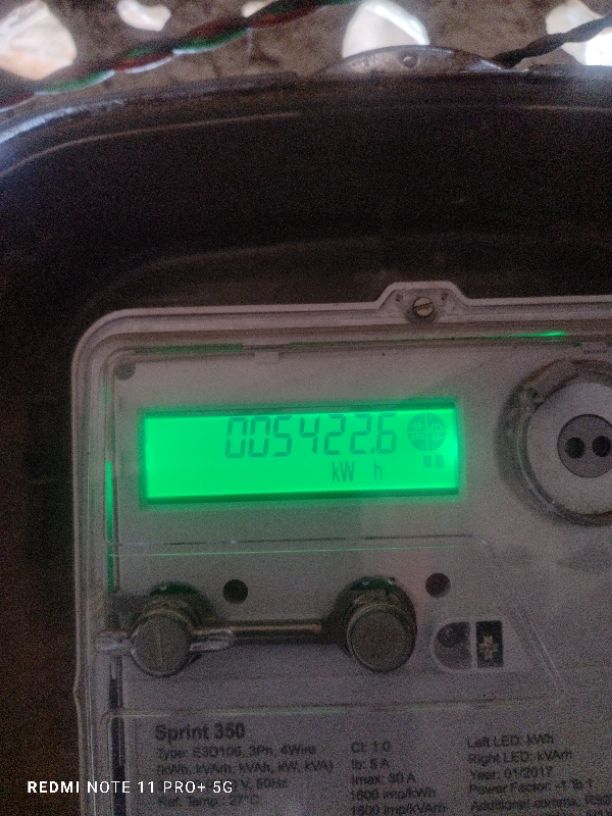 005422.6
kW h
Sprint 350
Type: E3D106, 3Ph, 4Wire
(kWh, kVArh, kVAh, kW, kVA)
V, 50Hz
Ref. Temp : 27°C
Cl: 1.0
Ib: 5 A
Imax: 30 A
1600 imp/kWh
1600 imp/kVArh
Left LED: kWh
Right LED: kVArh
Year: 01/2017
Power Factor: -1 To 1
Additional comms.
REDMI NOTE 11 PRO+ 5G